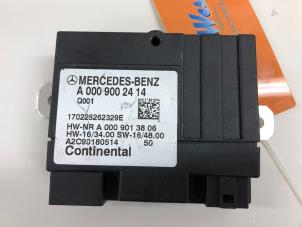 MERCEDES-BENZ
A 000 900 24 14
Q001
170225262329E
HW-NR A 000 901 38 06
HW-16/34.00 SW-16/48.00
A2C90180514 50
Continental